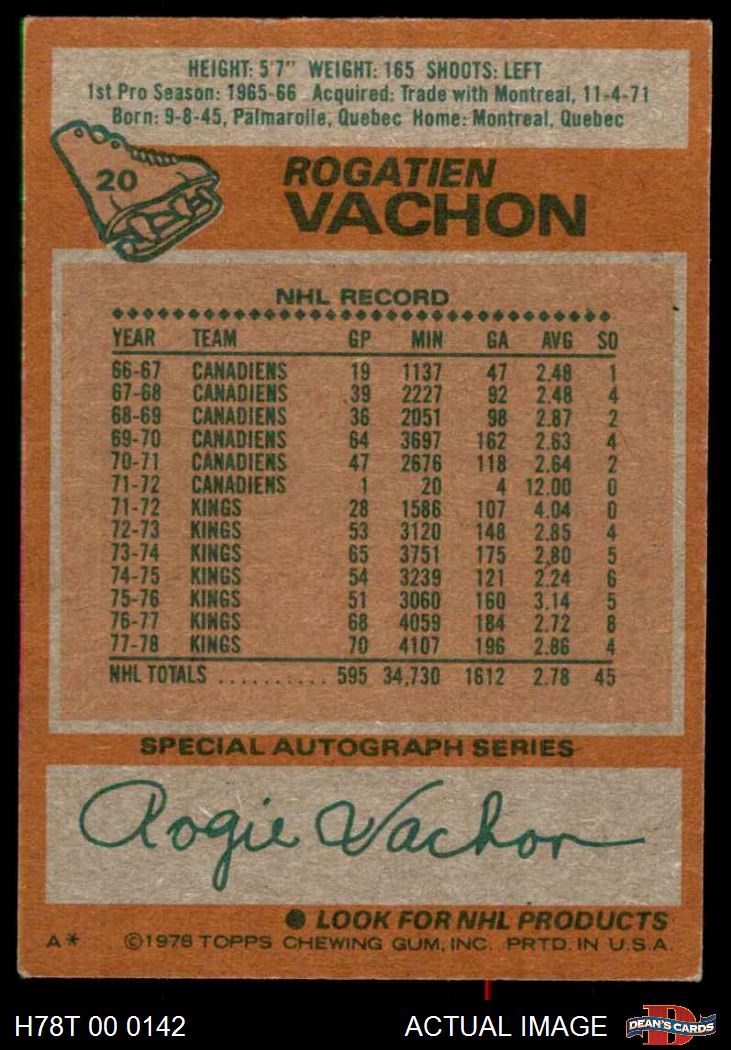 HEIGHT: 5'7" WEIGHT: 165 SHOOTS: LEFT
1st Pro Season: 1965-66 Acquired: Trade with Montreal, 11-4-71
Born: 9-8-45, Palmarolle, Quebec Home: Montreal, Quebec
20
ROGATIEN
VACHON
NHL RECORD
YEAR TEAM GP MIN GA AVG SO
66-67 CANADIENS 19 1137 47 2.48 1
67-68 CANADIENS 39 2227 92 2.48 4
68-69 CANADIENS 36 2051 98 2.87 2
69-70 CANADIENS 64 3697 162 2.63 4
70-71 CANADIENS 47 2676 118 2.64 2
71-72 CANADIENS 1 20 4 12.00 0
71-72 KINGS 28 1586 107 4.04 0
72-73 KINGS 53 3120 148 2.85 4
73-74 KINGS 65 3751 175 2.80 5
74-75 KINGS 54 3239 121 2.24 6
75-76 KINGS 51 3060 160 3.14 5
76-77 KINGS 68 4059 184 2.72 8
77-78 KINGS 70 4107 196 2.86 4
NHL TOTALS .......... 595 34,730 1612 2.78 45
SPECIAL AUTOGRAPH SERIES
Rogie Vachon
● LOOK FOR NHL PRODUCTS
A* ©1978 TOPPS CHEWING GUM, INC. PRTD. IN U.S.A.
H78T 00 0142 ACTUAL IMAGE D DEAN'S CARDS